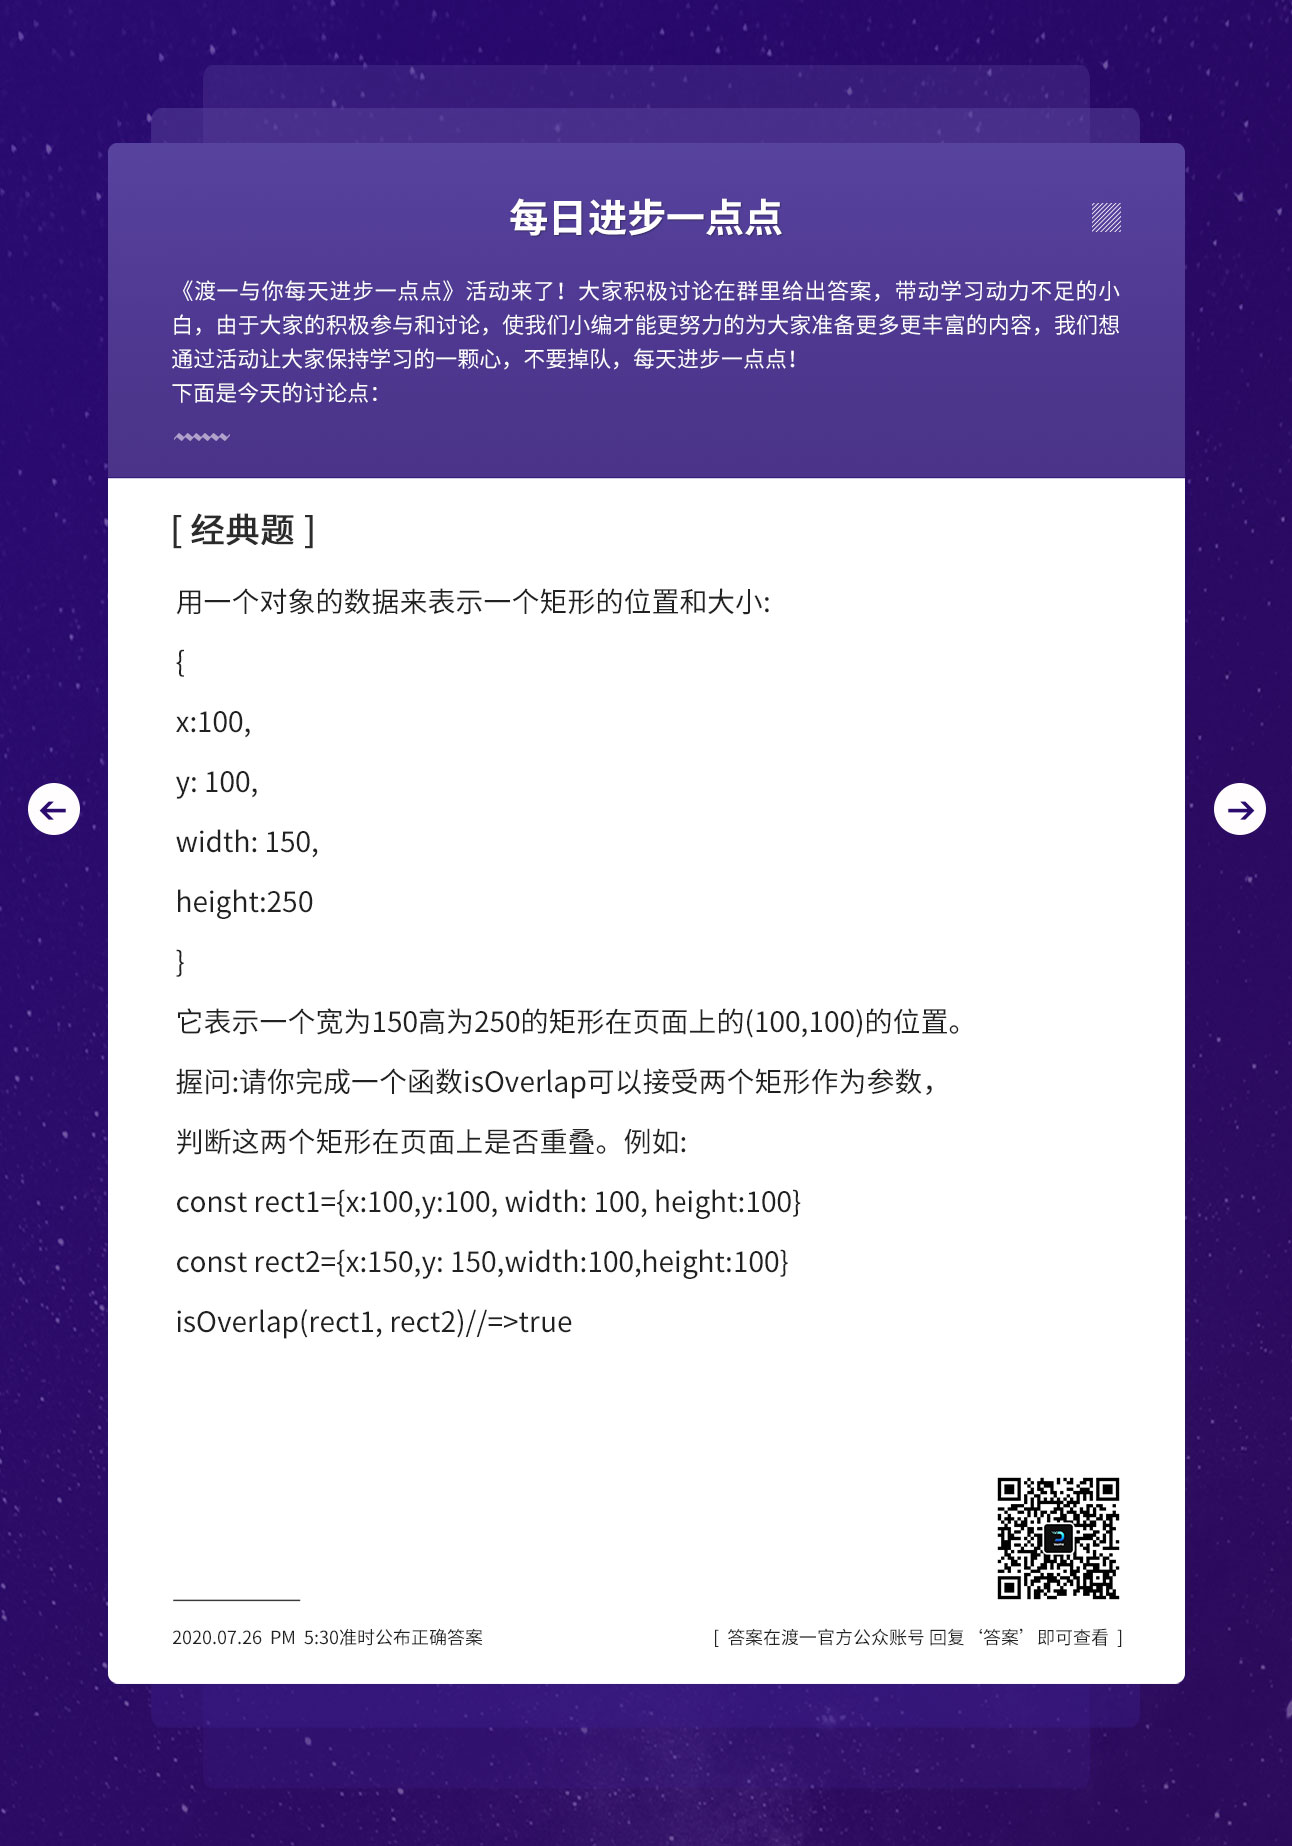 每日进步一点点
《渡一与你每天进步一点点》活动来了！大家积极讨论在群里给出答案，带动学习动力不足的小
白，由于大家的积极参与和讨论，使我们小编才能更努力的为大家准备更多更丰富的内容，我们想
通过活动让大家保持学习的一颗心，不要掉队，每天进步一点点！
下面是今天的讨论点：
[ 经典题 ]
用一个对象的数据来表示一个矩形的位置和大小:
{
x:100,
y: 100,
width: 150,
height:250
}
它表示一个宽为150高为250的矩形在页面上的(100,100)的位置。
握问:请你完成一个函数isOverlap可以接受两个矩形作为参数，
判断这两个矩形在页面上是否重叠。例如:
const rect1={x:100,y:100, width: 100, height:100}
const rect2={x:150,y: 150,width:100,height:100}
isOverlap(rect1, rect2)//=>true
2020.07.26 PM 5:30准时公布正确答案
[ 答案在渡一官方公众账号 回复‘答案’即可查看 ]